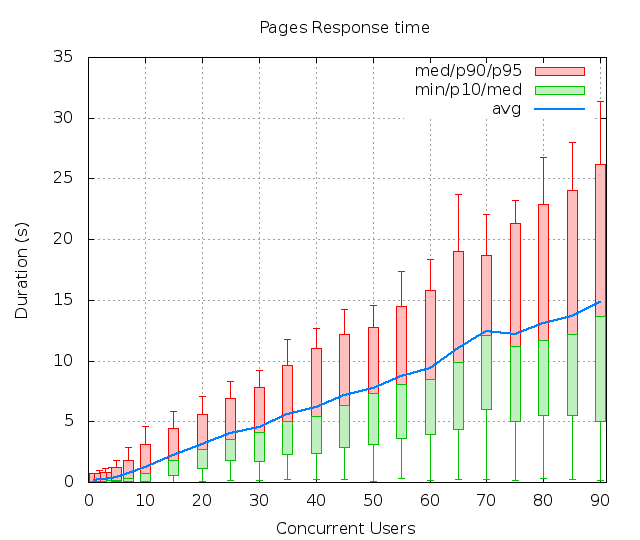 Pages Response time
35
30
25
20
15
10
5
0
Duration (s)
med/p90/p95
min/p10/med
avg
0 10 20 30 40 50 60 70 80 90
Concurrent Users